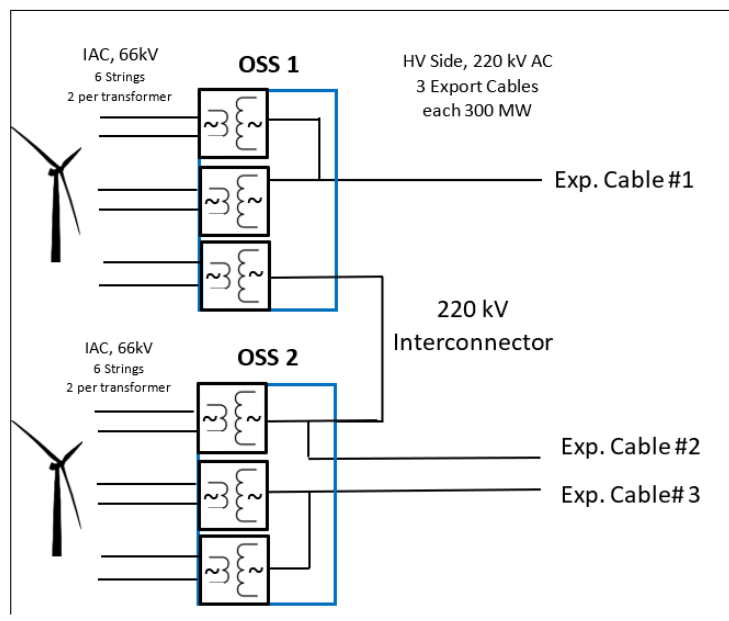 IAC, 66kV
6 Strings
2 per transformer
OSS 1
HV Side, 220 kV AC
3 Export Cables
each 300 MW
Exp. Cable #1
220 kV
Interconnector
IAC, 66kV
6 Strings
2 per transformer
OSS 2
Exp. Cable #2
Exp. Cable# 3